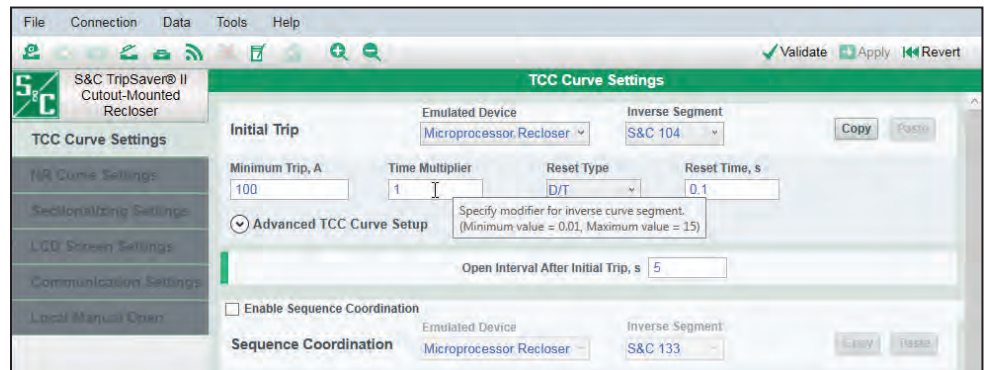 File Connection Data Tools Help
Validate Apply Revert
S&C
S&C TripSaver® II
Cutout-Mounted
Recloser
TCC Curve Settings
TCC Curve Settings
NR Curve Settings
Sectionalizing Settings
LCD Screen Settings
Communication Settings
Local Manual Open
Emulated Device Inverse Segment
Initial Trip Microprocessor Recloser S&C 104 Copy Paste
Minimum Trip, A Time Multiplier Reset Type Reset Time, s
100 1 D/T 0.1
Specify modifier for inverse curve segment.
(Minimum value = 0.01, Maximum value = 15)
Advanced TCC Curve Setup
Open Interval After Initial Trip, s 5
Enable Sequence Coordination
Emulated Device Inverse Segment
Sequence Coordination Microprocessor Recloser S&C 133 Copy Paste